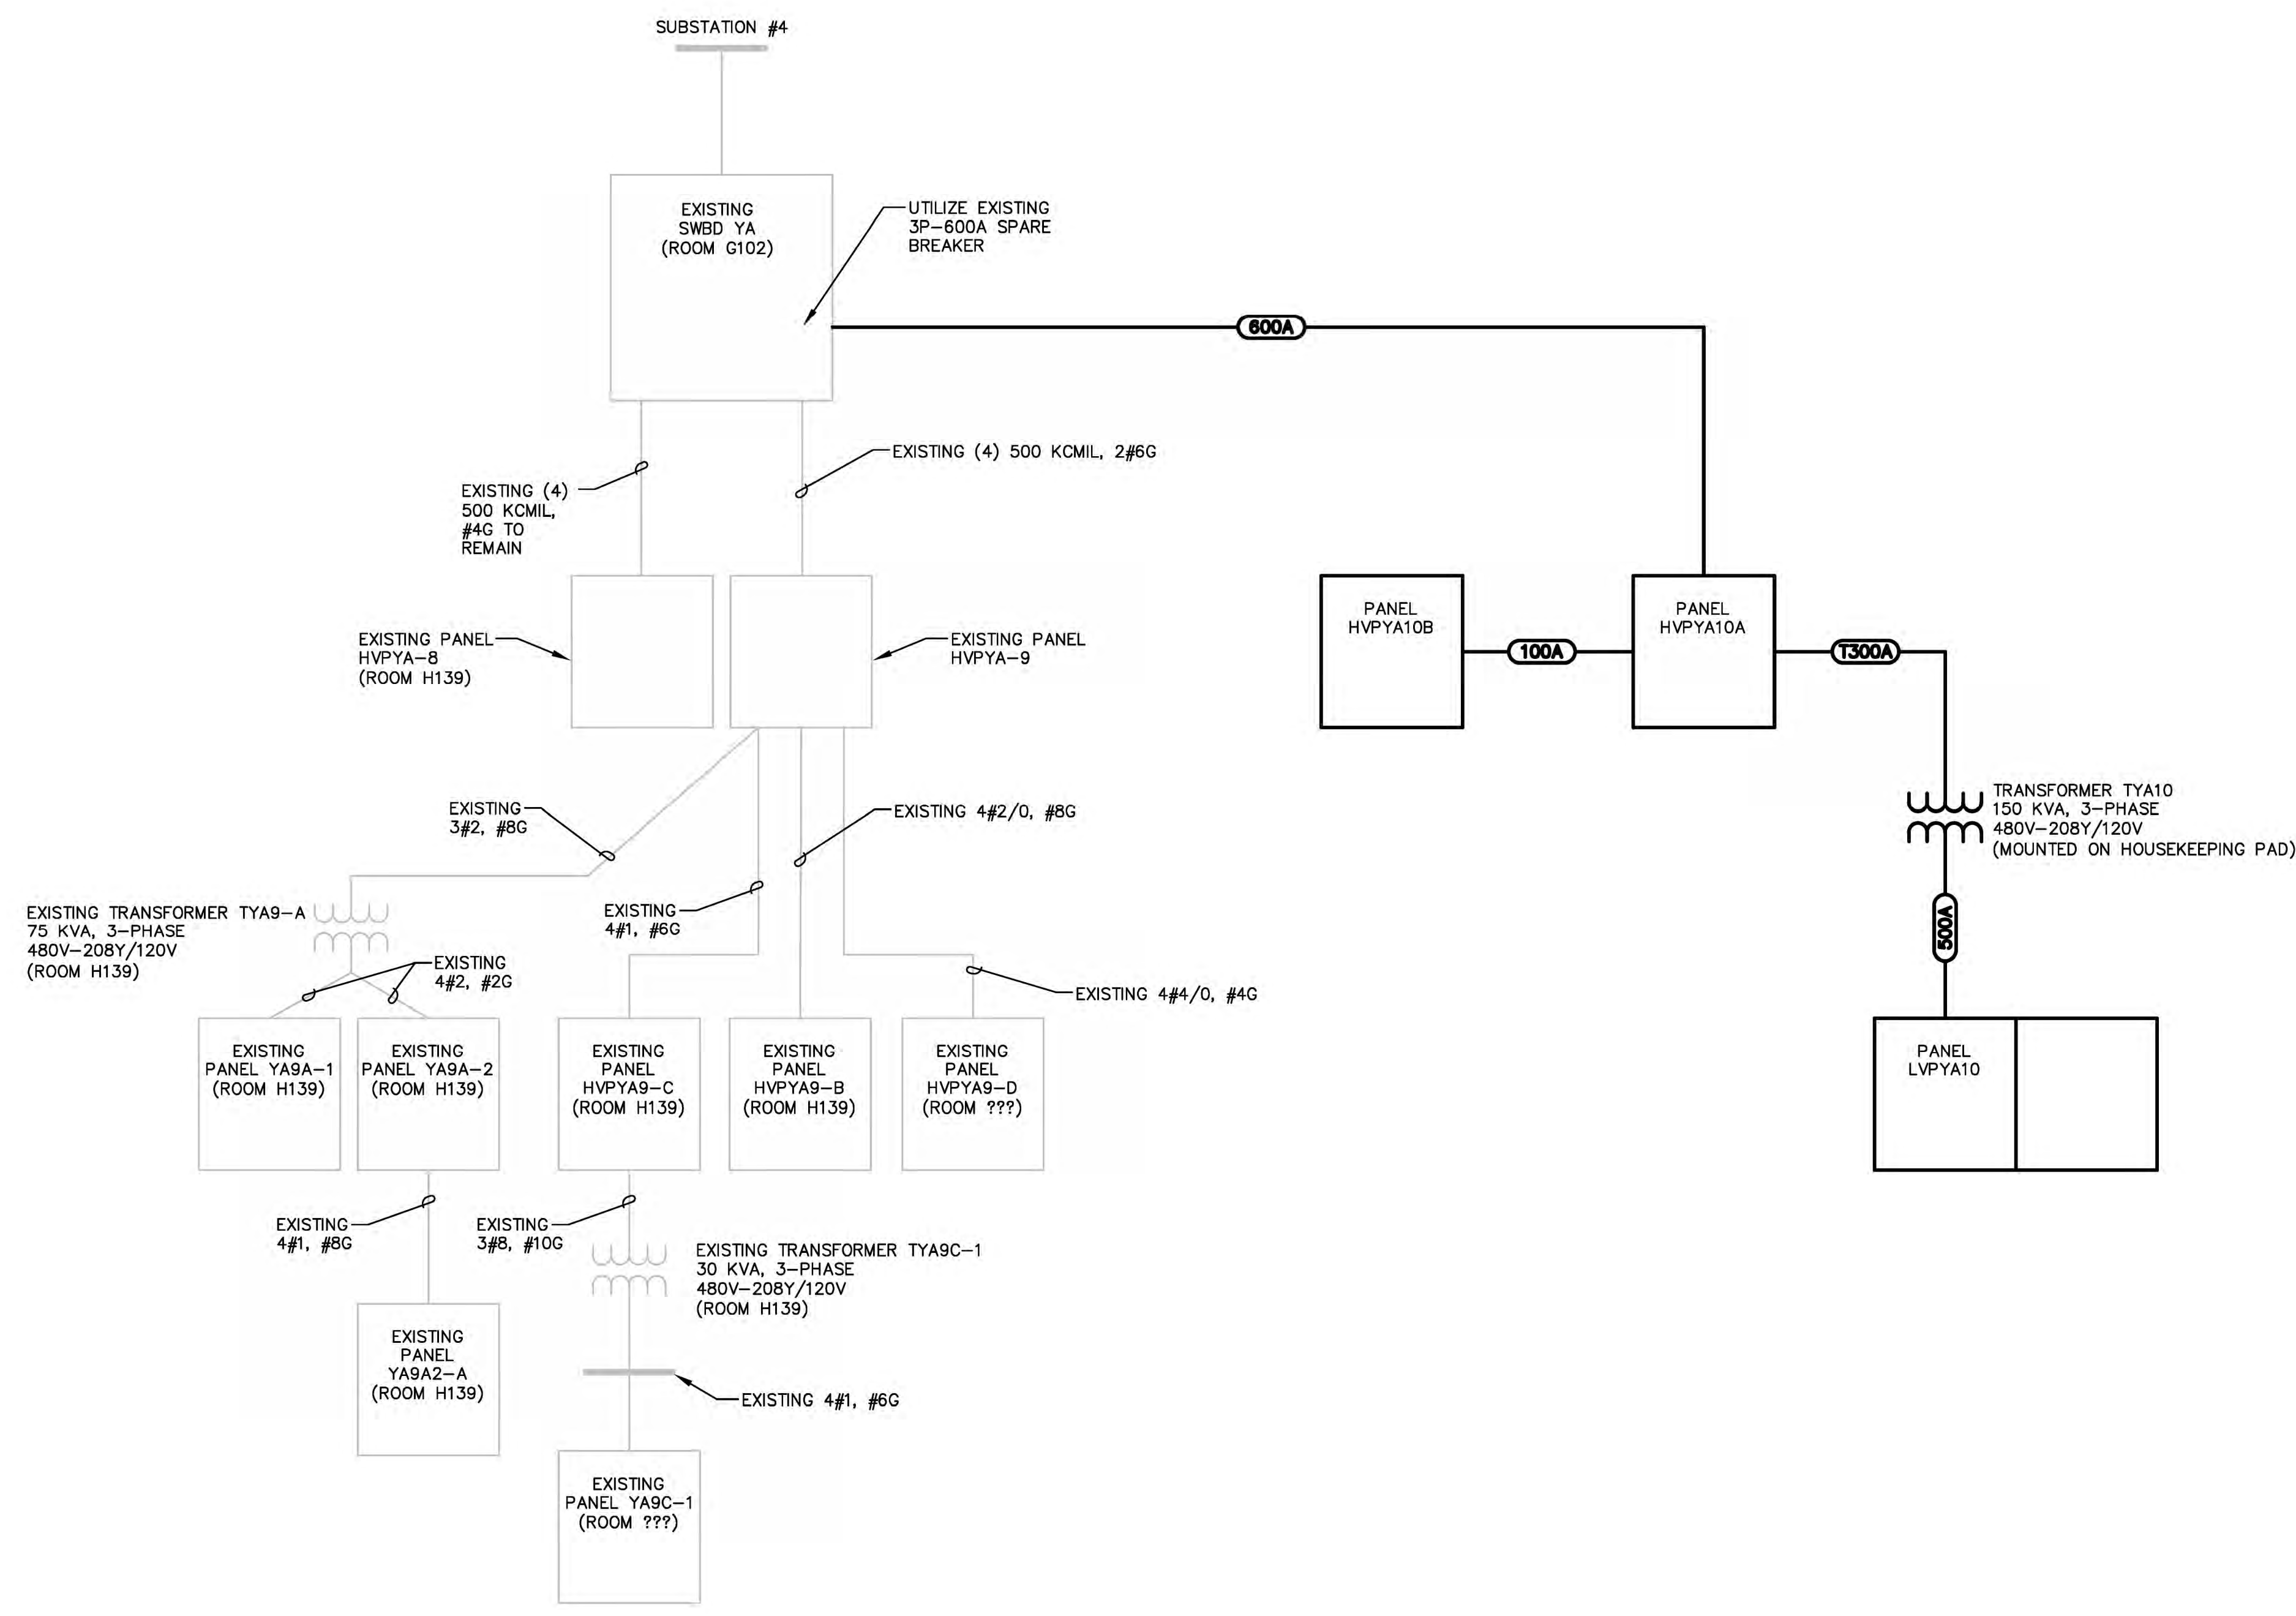 SUBSTATION #4
EXISTING
SWBD YA
(ROOM G102)
UTILIZE EXISTING
3P-600A SPARE
BREAKER
600A
EXISTING (4)
500 KCMIL,
#4G TO
REMAIN
EXISTING (4) 500 KCMIL, 2#6G
EXISTING PANEL
HVPYA-8
(ROOM H139)
EXISTING PANEL
HVPYA-9
PANEL
HVPYA10B
100A
PANEL
HVPYA10A
T300A
TRANSFORMER TYA10
150 KVA, 3-PHASE
480V-208Y/120V
(MOUNTED ON HOUSEKEEPING PAD)
500A
PANEL
LVPYA10
EXISTING
3#2, #8G
EXISTING 4#2/0, #8G
EXISTING
4#1, #6G
EXISTING TRANSFORMER TYA9-A
75 KVA, 3-PHASE
480V-208Y/120V
(ROOM H139)
EXISTING
4#2, #2G
EXISTING 4#4/0, #4G
EXISTING
PANEL YA9A-1
(ROOM H139)
EXISTING
PANEL YA9A-2
(ROOM H139)
EXISTING
PANEL
HVPYA9-C
(ROOM H139)
EXISTING
PANEL
HVPYA9-B
(ROOM H139)
EXISTING
PANEL
HVPYA9-D
(ROOM ???)
EXISTING
4#1, #8G
EXISTING
3#8, #10G
EXISTING TRANSFORMER TYA9C-1
30 KVA, 3-PHASE
480V-208Y/120V
(ROOM H139)
EXISTING
PANEL
YA9A2-A
(ROOM H139)
EXISTING 4#1, #6G
EXISTING
PANEL YA9C-1
(ROOM ???)